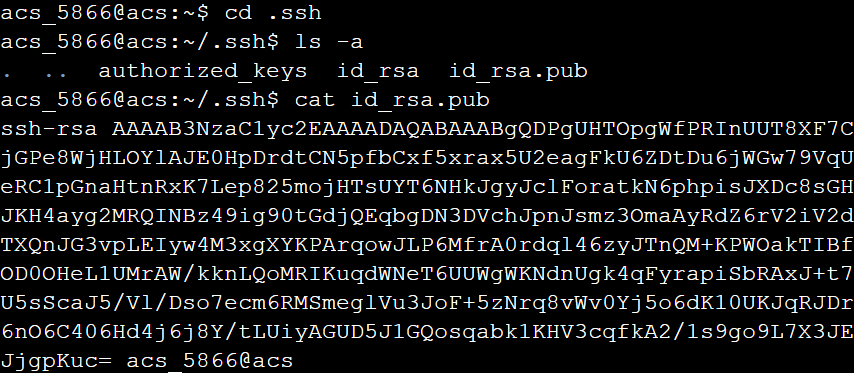 acs_5866@acs:~$ cd .ssh
acs_5866@acs:~/.ssh$ ls -a
.  ..  authorized_keys  id_rsa  id_rsa.pub
acs_5866@acs:~/.ssh$ cat id_rsa.pub
ssh-rsa AAAAB3NzaC1yc2EAAAADAQABAAABgQDPgUHTOpgWfPRInUUT8XF7C
jGPe8WjHLOYlAJE0HpDrdtCN5pfbCxf5xrax5U2eagFkU6ZDtDu6jWGw79VqU
eRC1pGnaHtnRxK7Lep825mojHTsUYT6NHkJgyJclForatkN6phpisJXDc8sGH
JKH4ayg2MRQINBz49ig90tGdjQEqbgDN3DVchJpnJsmz3OmaAyRdZ6rV2iV2d
TXQnJG3vpLEIyw4M3xgXYKPArqowJLP6MfrA0rdql46zyJTnQM+KPWOakTIBf
OD0OHeL1UMrAW/kknLQoMRIKuqdWNeT6UUWgWKNdnUgk4qFyrapiSbRAxJ+t7
U5sScaJ5/Vl/Dso7ecm6RMSmeglVu3JoF+5zNrq8vWv0Yj5o6dK10UKJqRJDr
6nO6C406Hd4j6j8Y/tLUiyAGUD5J1GQosqabk1KHV3cqfkA2/1s9go9L7X3JE
JjgpKuc= acs_5866@acs